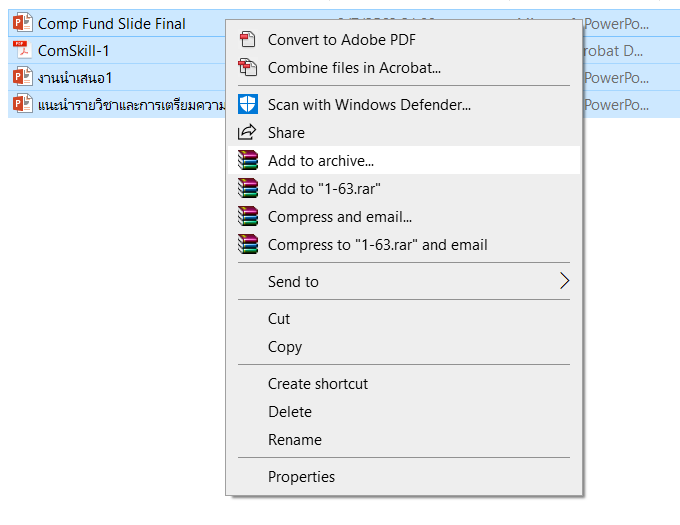 Comp Fund Slide Final
PowerPo...
ComSkill-1
robat D...
งานนำเสนอ1
PowerPo...
แนะนำรายวิชาและการเตรียมความ
PowerPo...
Convert to Adobe PDF
Combine files in Acrobat...
Scan with Windows Defender...
Share
Add to archive...
Add to "1-63.rar"
Compress and email...
Compress to "1-63.rar" and email
Send to
Cut
Copy
Create shortcut
Delete
Rename
Properties